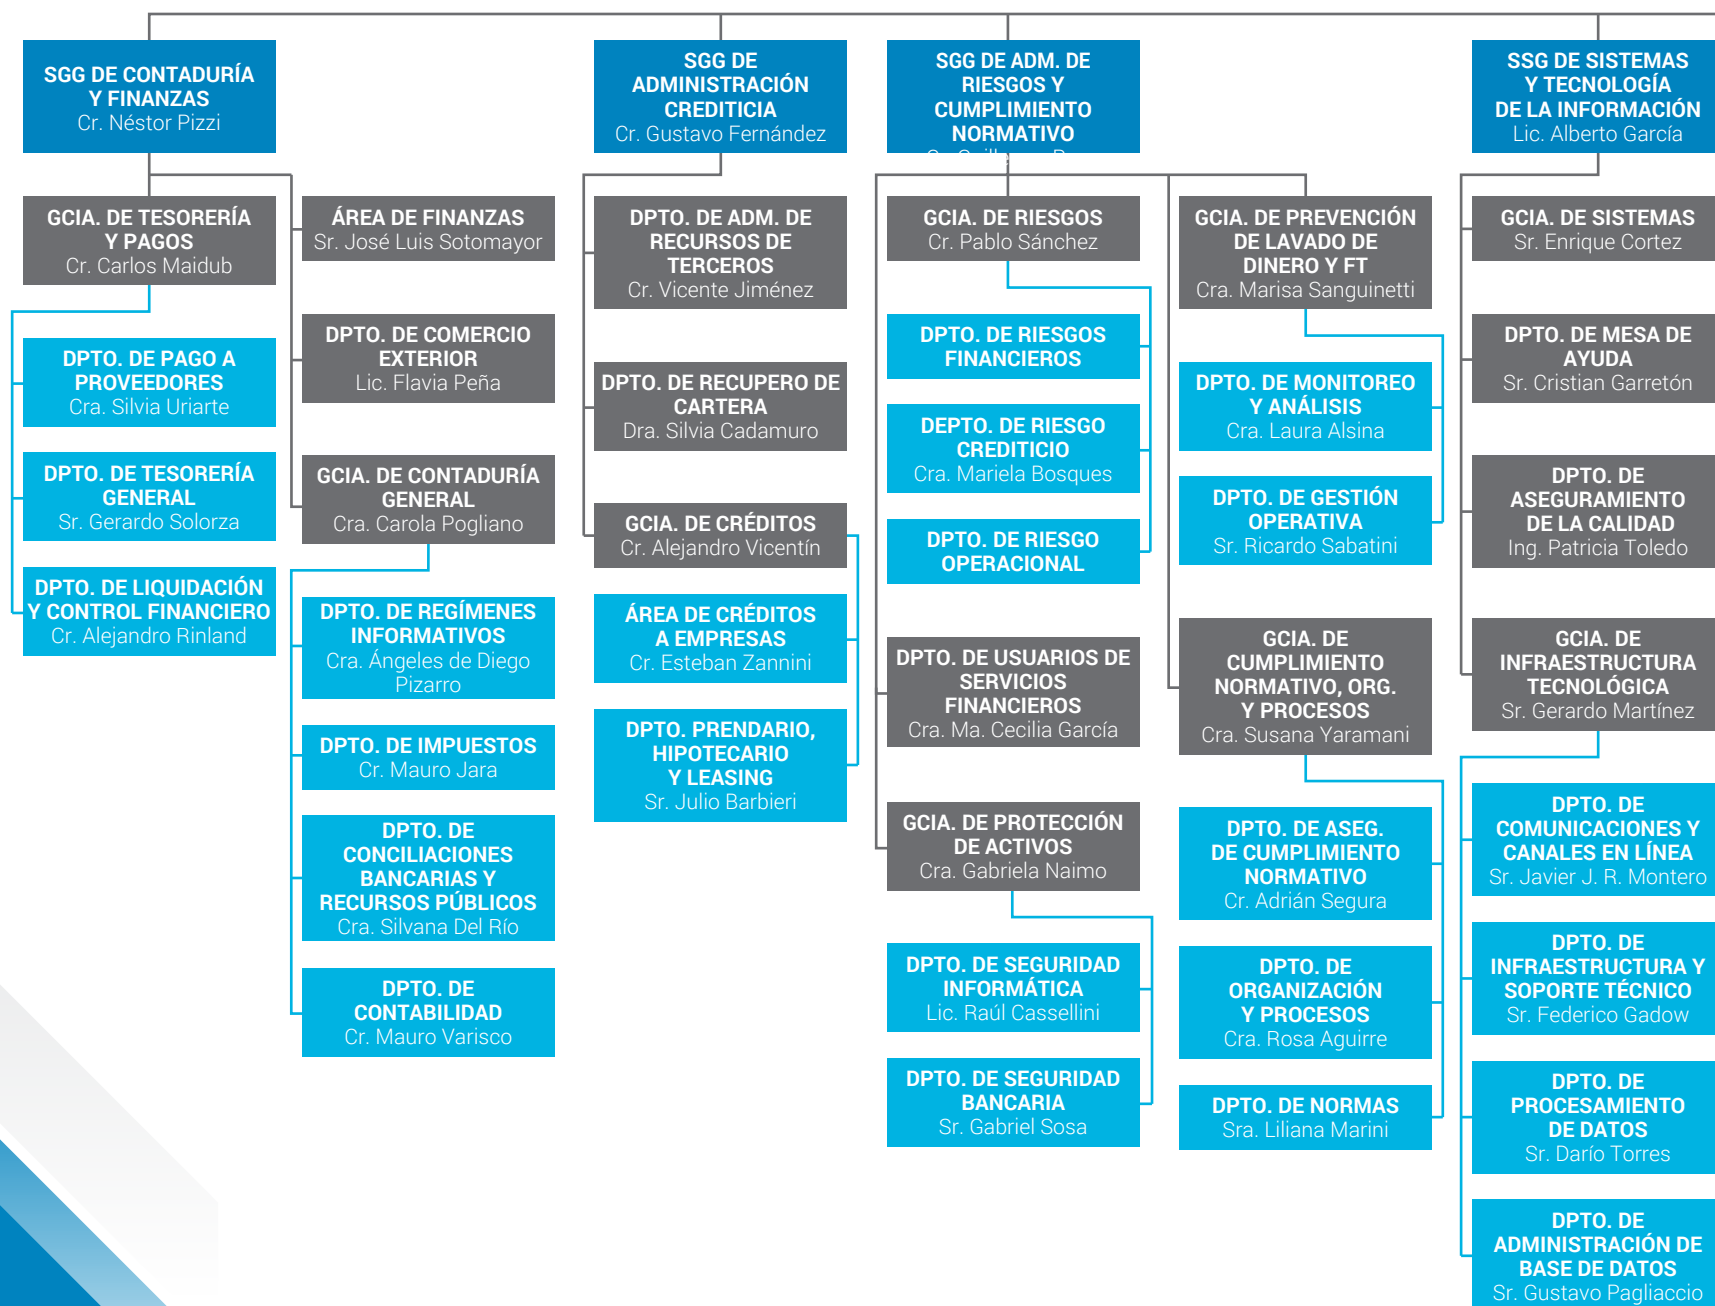 SGG DE CONTADURÍA
Y FINANZAS
Cr. Néstor Pizzi
GCIA. DE TESORERÍA
Y PAGOS
Cr. Carlos Maidub
DPTO. DE PAGO A
PROVEEDORES
Cra. Silvia Uriarte
DPTO. DE TESORERÍA
GENERAL
Sr. Gerardo Solorza
DPTO. DE LIQUIDACIÓN
Y CONTROL FINANCIERO
Cr. Alejandro Rinland
ÁREA DE FINANZAS
Sr. José Luis Sotomayor
DPTO. DE COMERCIO
EXTERIOR
Lic. Flavia Peña
GCIA. DE CONTADURÍA
GENERAL
Cra. Carola Pogliano
DPTO. DE REGÍMENES
INFORMATIVOS
Cra. Ángeles de Diego
Pizarro
DPTO. DE IMPUESTOS
Cr. Mauro Jara
DPTO. DE
CONCILIACIONES
BANCARIAS Y
RECURSOS PÚBLICOS
Cra. Silvana Del Río
DPTO. DE
CONTABILIDAD
Cr. Mauro Varisco
SGG DE
ADMINISTRACIÓN
CREDITICIA
Cr. Gustavo Fernández
DPTO. DE ADM. DE
RECURSOS DE
TERCEROS
Cr. Vicente Jiménez
DPTO. DE RECUPERO DE
CARTERA
Dra. Silvia Cadamuro
GCIA. DE CRÉDITOS
Cr. Alejandro Vicentín
ÁREA DE CRÉDITOS
A EMPRESAS
Cr. Esteban Zannini
DPTO. PRENDARIO,
HIPOTECARIO
Y LEASING
Sr. Julio Barbieri
SGG DE ADM. DE
RIESGOS Y
CUMPLIMIENTO
NORMATIVO
GCIA. DE RIESGOS
Cr. Pablo Sánchez
DPTO. DE RIESGOS
FINANCIEROS
DEPTO. DE RIESGO
CREDITICIO
Cra. Mariela Bosques
DPTO. DE RIESGO
OPERACIONAL
DPTO. DE USUARIOS DE
SERVICIOS
FINANCIEROS
Cra. Ma. Cecilia García
GCIA. DE PROTECCIÓN
DE ACTIVOS
Cra. Gabriela Naimo
DPTO. DE SEGURIDAD
INFORMÁTICA
Lic. Raúl Cassellini
DPTO. DE SEGURIDAD
BANCARIA
Sr. Gabriel Sosa
GCIA. DE PREVENCIÓN
DE LAVADO DE
DINERO Y FT
Cra. Marisa Sanguinetti
DPTO. DE MONITOREO
Y ANÁLISIS
Cra. Laura Alsina
DPTO. DE GESTIÓN
OPERATIVA
Sr. Ricardo Sabatini
GCIA. DE
CUMPLIMIENTO
NORMATIVO, ORG.
Y PROCESOS
Cra. Susana Yaramani
DPTO. DE ASEG.
DE CUMPLIMIENTO
NORMATIVO
Cr. Adrián Segura
DPTO. DE
ORGANIZACIÓN
Y PROCESOS
Cra. Rosa Aguirre
DPTO. DE NORMAS
Sra. Liliana Marini
SSG DE SISTEMAS
Y TECNOLOGÍA
DE LA INFORMACIÓN
Lic. Alberto García
GCIA. DE SISTEMAS
Sr. Enrique Cortez
DPTO. DE MESA DE
AYUDA
Sr. Cristian Garretón
DPTO. DE
ASEGURAMIENTO
DE LA CALIDAD
Ing. Patricia Toledo
GCIA. DE
INFRAESTRUCTURA
TECNOLÓGICA
Sr. Gerardo Martínez
DPTO. DE
COMUNICACIONES Y
CANALES EN LÍNEA
Sr. Javier J. R. Montero
DPTO. DE
INFRAESTRUCTURA Y
SOPORTE TÉCNICO
Sr. Federico Gadow
DPTO. DE
PROCESAMIENTO
DE DATOS
Sr. Darío Torres
DPTO. DE
ADMINISTRACIÓN DE
BASE DE DATOS
Sr. Gustavo Pagliaccio